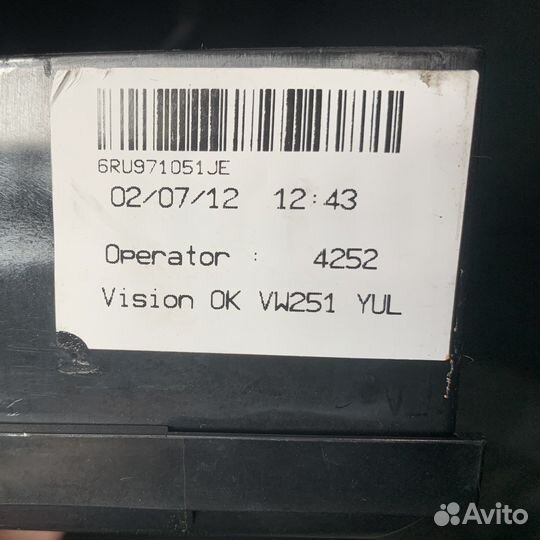 6RU971051JE
02/07/12 12:43
Operator : 4252
Vision OK VW251 YUL
Avito